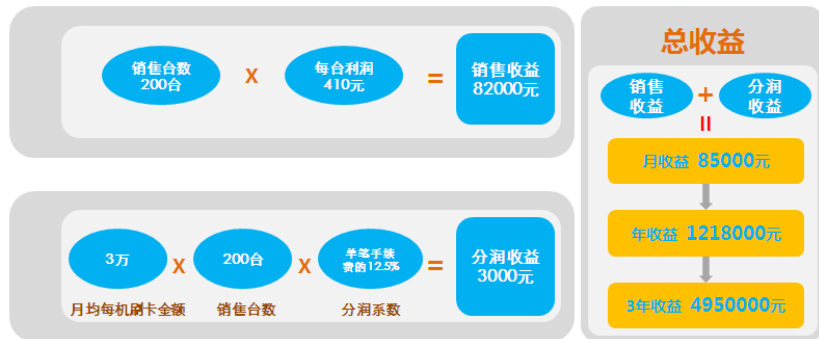 销售台数
200台
X
每台利润
410元
=
销售收益
82000元
3万
X
200台
X
单笔手续
费的12.5%
=
分润收益
3000元
月均每机刷卡金额
销售台数
分润系数
总收益
销售
收益
+
分润
收益
=
月收益 85000元
年收益 1218000元
3年收益 4950000元